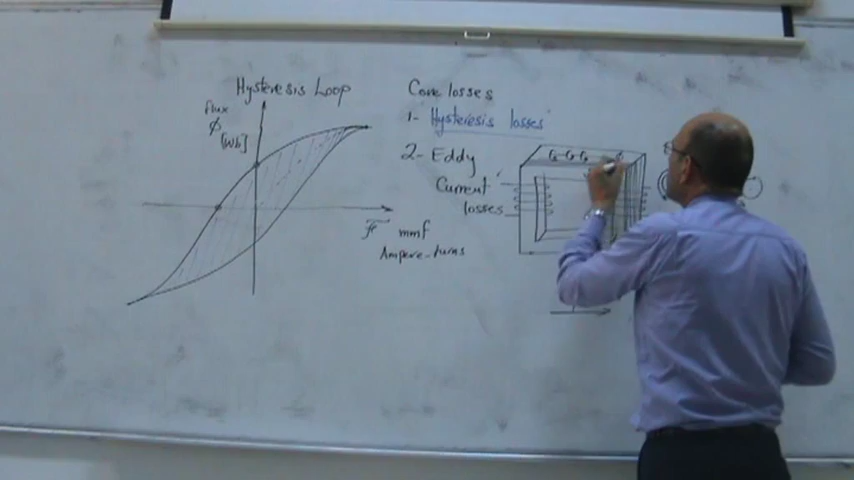 Hysteresis Loop
flux
ϕ
[Wb]
F mmf
Ampere-turns
Core losses
1- "Hysteresis losses"
2- Eddy
Current
losses